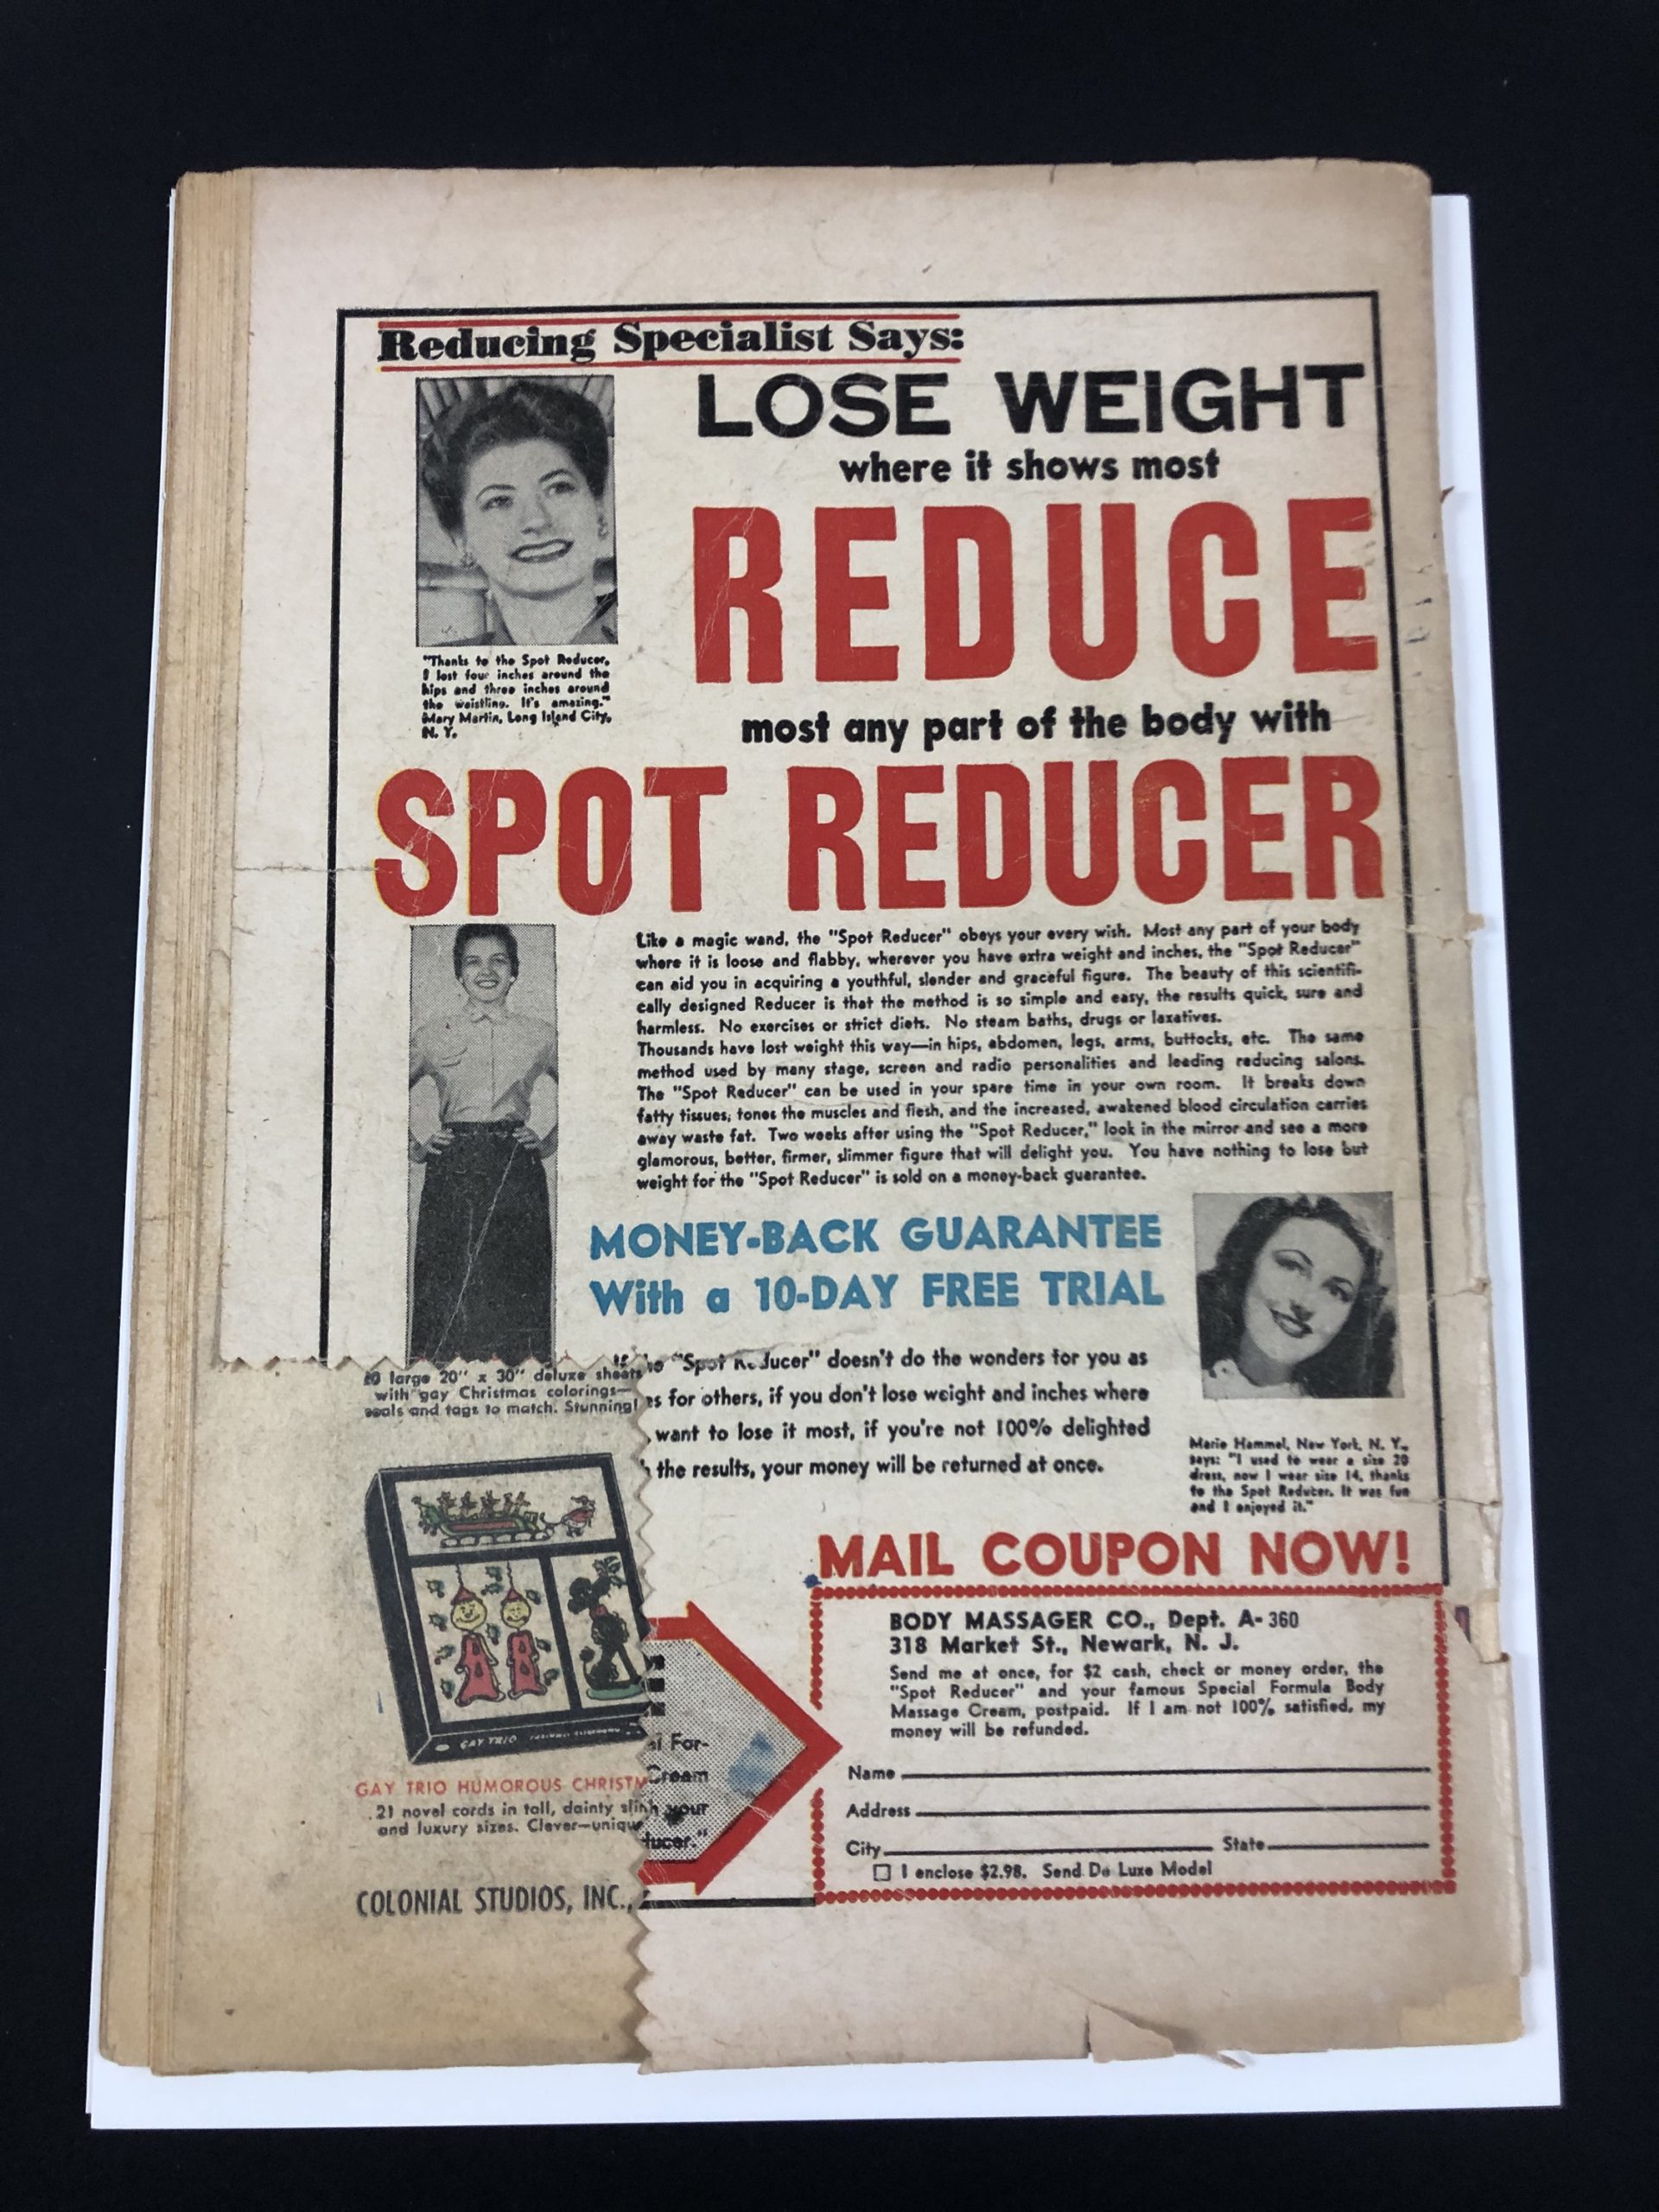 Reducing Specialist Says:
LOSE WEIGHT
where it shows most
REDUCE
most any part of the body with
SPOT REDUCER
"Thanks to the Spot Reducer,
I lost four inches around the
hips and three inches around
the waistline. It's amazing."
Mary Martin, Long Island City,
N. Y.
Like a magic wand, the "Spot Reducer" obeys your every wish. Most any part of your body
where it is loose and flabby, wherever you have extra weight and inches, the "Spot Reducer"
can aid you in acquiring a youthful, slender and graceful figure. The beauty of this scientifi-
cally designed Reducer is that the method is so simple and easy, the results quick, sure and
harmless. No exercises or strict diets. No steam baths, drugs or laxatives.
Thousands have lost weight this way—in hips, abdomen, legs, arms, buttocks, etc. The same
method used by many stage, screen and radio personalities and leading reducing salons.
The "Spot Reducer" can be used in your spare time in your own room. It breaks down
fatty tissues, tones the muscles and flesh, and the increased, awakened blood circulation carries
away waste fat. Two weeks after using the "Spot Reducer," look in the mirror and see a more
glamorous, better, firmer, slimmer figure that will delight you. You have nothing to lose but
weight for the "Spot Reducer" is sold on a money-back guarantee.
MONEY-BACK GUARANTEE
With a 10-DAY FREE TRIAL
"Spot Reducer" doesn't do the wonders for you as
es for others, if you don't lose weight and inches where
want to lose it most, if you're not 100% delighted
the results, your money will be returned at once.
Marie Hammel, New York, N. Y.,
says: "I used to wear a size 20
dress, now I wear size 14, thanks
to the Spot Reducer. It was fun
and I enjoyed it."
large 20" x 30" deluxe sheets
with gay Christmas colorings—
seals and tags to match. Stunning!
GAY TRIO
GAY TRIO HUMOROUS CHRISTM
21 novel cards in tall, dainty slim
and luxury sizes. Clever—unique
COLONIAL STUDIOS, INC.,
al For-
Cream
your
ducer."
MAIL COUPON NOW!
BODY MASSAGER CO., Dept. A-360
318 Market St., Newark, N. J.
Send me at once, for $2 cash, check or money order, the
"Spot Reducer" and your famous Special Formula Body
Massage Cream, postpaid. If I am not 100% satisfied, my
money will be refunded.
Name
Address
City State
I enclose $2.98. Send De Luxe Model